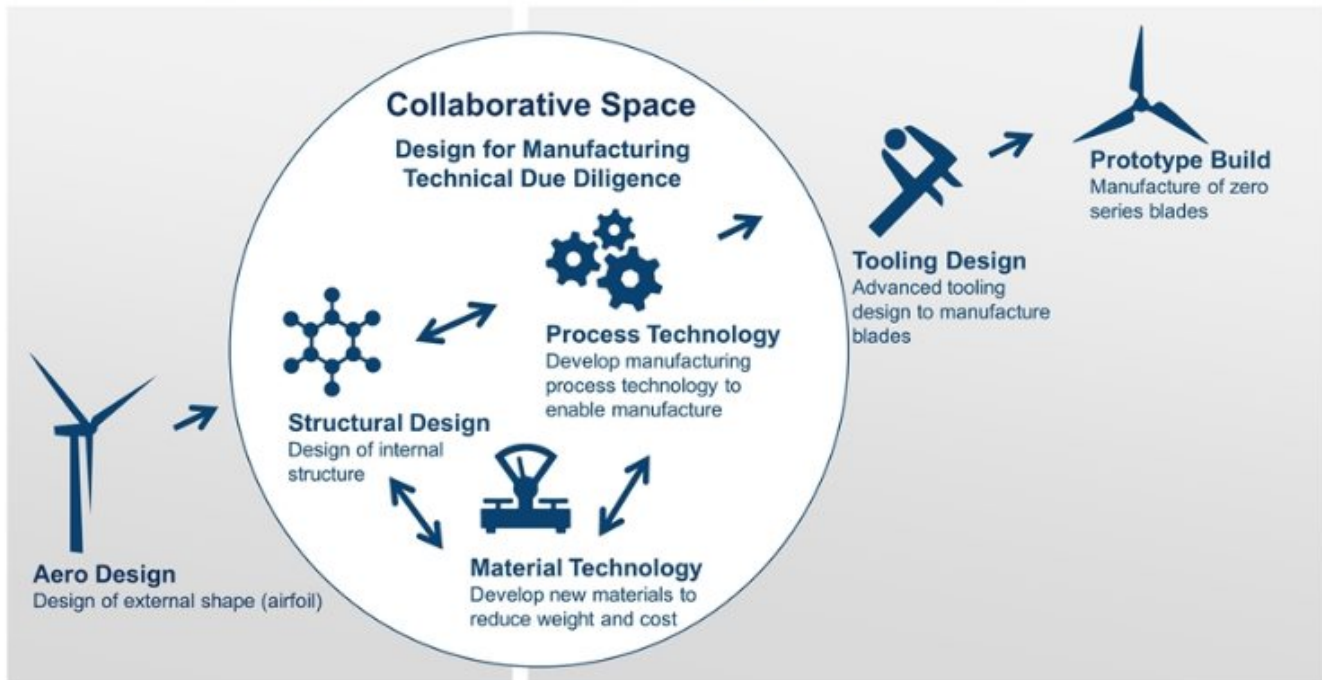 Collaborative Space
Design for Manufacturing
Technical Due Diligence
Aero Design
Design of external shape (airfoil)
Structural Design
Design of internal
structure
Process Technology
Develop manufacturing
process technology to
enable manufacture
Material Technology
Develop new materials to
reduce weight and cost
Tooling Design
Advanced tooling
design to manufacture
blades
Prototype Build
Manufacture of zero
series blades